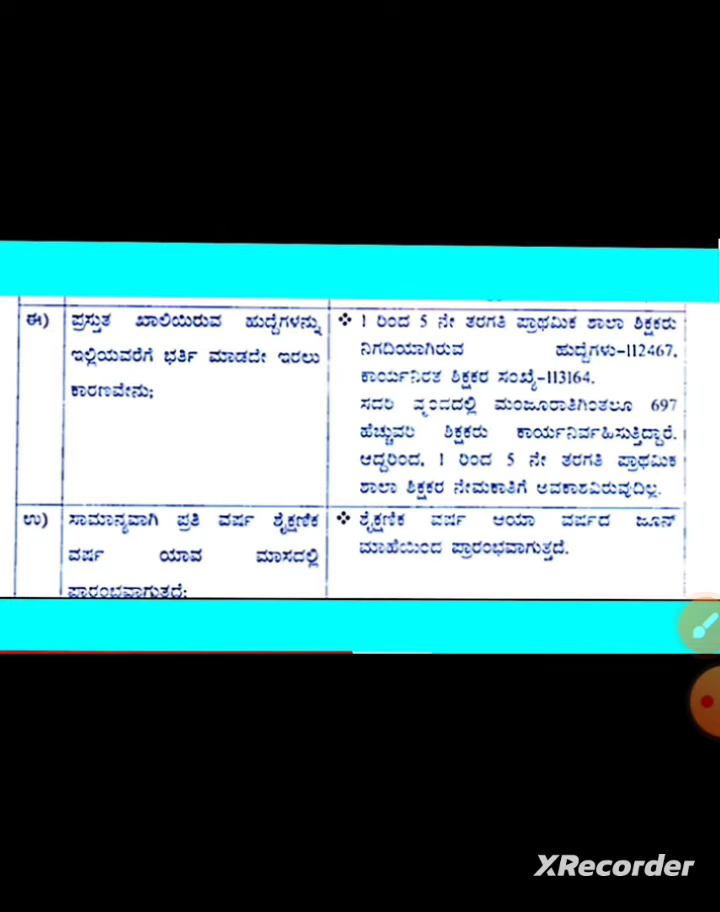 ಈ) ಪ್ರಸ್ತುತ ಖಾಲಿಯಿರುವ ಹುದ್ದೆಗಳನ್ನು
ಇಲ್ಲಿಯವರೆಗೆ ಭರ್ತಿ ಮಾಡದೇ ಇರಲು
ಕಾರಣವೇನು;
❖ 1 ರಿಂದ 5 ನೇ ತರಗತಿ ಪ್ರಾಥಮಿಕ ಶಾಲಾ ಶಿಕ್ಷಕರು
ನಿಗದಿಯಾಗಿರುವ ಹುದ್ದೆಗಳು-112467,
ಕಾರ್ಯನಿರತ ಶಿಕ್ಷಕರ ಸಂಖ್ಯೆ-113164.
ಸದರಿ ವೃಂದದಲ್ಲಿ ಮಂಜೂರಾತಿಗಿಂತಲೂ 697
ಹೆಚ್ಚುವರಿ ಶಿಕ್ಷಕರು ಕಾರ್ಯನಿರ್ವಹಿಸುತ್ತಿದ್ದಾರೆ.
ಆದ್ದರಿಂದ, 1 ರಿಂದ 5 ನೇ ತರಗತಿ ಪ್ರಾಥಮಿಕ
ಶಾಲಾ ಶಿಕ್ಷಕರ ನೇಮಕಾತಿಗೆ ಅವಕಾಶವಿರುವುದಿಲ್ಲ.
ಉ) ಸಾಮಾನ್ಯವಾಗಿ ಪ್ರತಿ ವರ್ಷ ಶೈಕ್ಷಣಿಕ
ವರ್ಷ ಯಾವ ಮಾಸದಲ್ಲಿ
ಪ್ರಾರಂಭವಾಗುತ್ತದೆ;
❖ ಶೈಕ್ಷಣಿಕ ವರ್ಷ ಆಯಾ ವರ್ಷದ ಜೂನ್
ಮಾಹೆಯಿಂದ ಪ್ರಾರಂಭವಾಗುತ್ತದೆ.
XRecorder